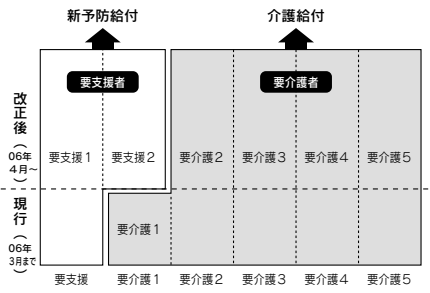 新予防給付
介護給付
要支援者
要介護者
改正後（06年4月～）
要支援1
要支援2
要介護2
要介護3
要介護4
要介護5
現行（06年3月まで）
要介護1
要支援
要介護1
要介護2
要介護3
要介護4
要介護5